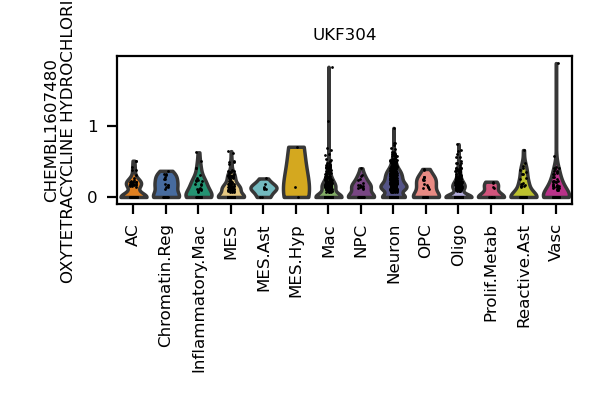 UKF304
CHEMBL1607480
OXYTETRACYCLINE HYDROCHLORI
1
0
AC
Chromatin.Reg
Inflammatory.Mac
MES
MES.Ast
MES.Hyp
Mac
NPC
Neuron
OPC
Oligo
Prolif.Metab
Reactive.Ast
Vasc